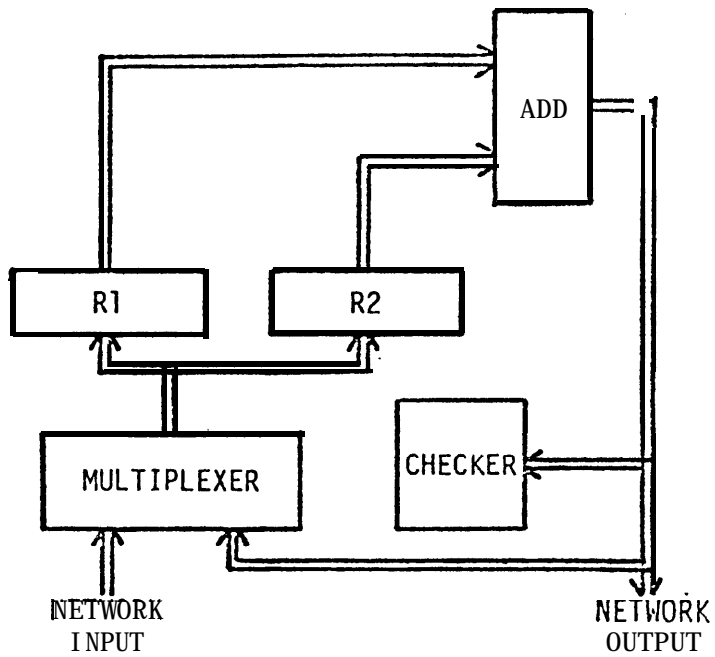 ADD
R1
R2
CHECKER
MULTIPLEXER
NETWORK
INPUT
NETWORK
OUTPUT